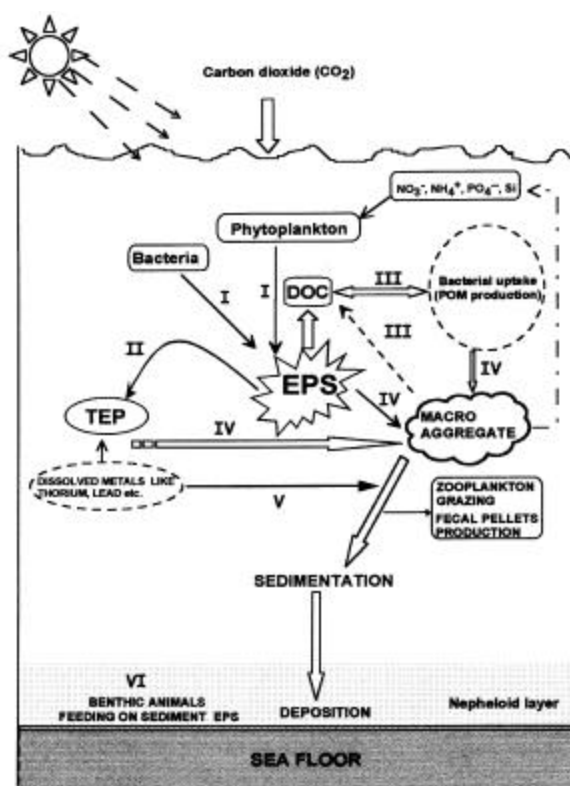 Carbon dioxide (CO2)
NO3-, NH4+, PO4--, Si
Phytoplankton
Bacteria
I
I
DOC
III
Bacterial uptake
(POM production)
III
II
EPS
IV
IV
TEP
IV
MACRO
AGGREGATE
DISSOLVED METALS LIKE
THORIUM, LEAD etc.
V
ZOOPLANKTON
GRAZING
FECAL PELLETS
PRODUCTION
SEDIMENTATION
VI
BENTHIC ANIMALS
FEEDING ON SEDIMENT EPS
DEPOSITION
Nepheloid layer
SEA FLOOR